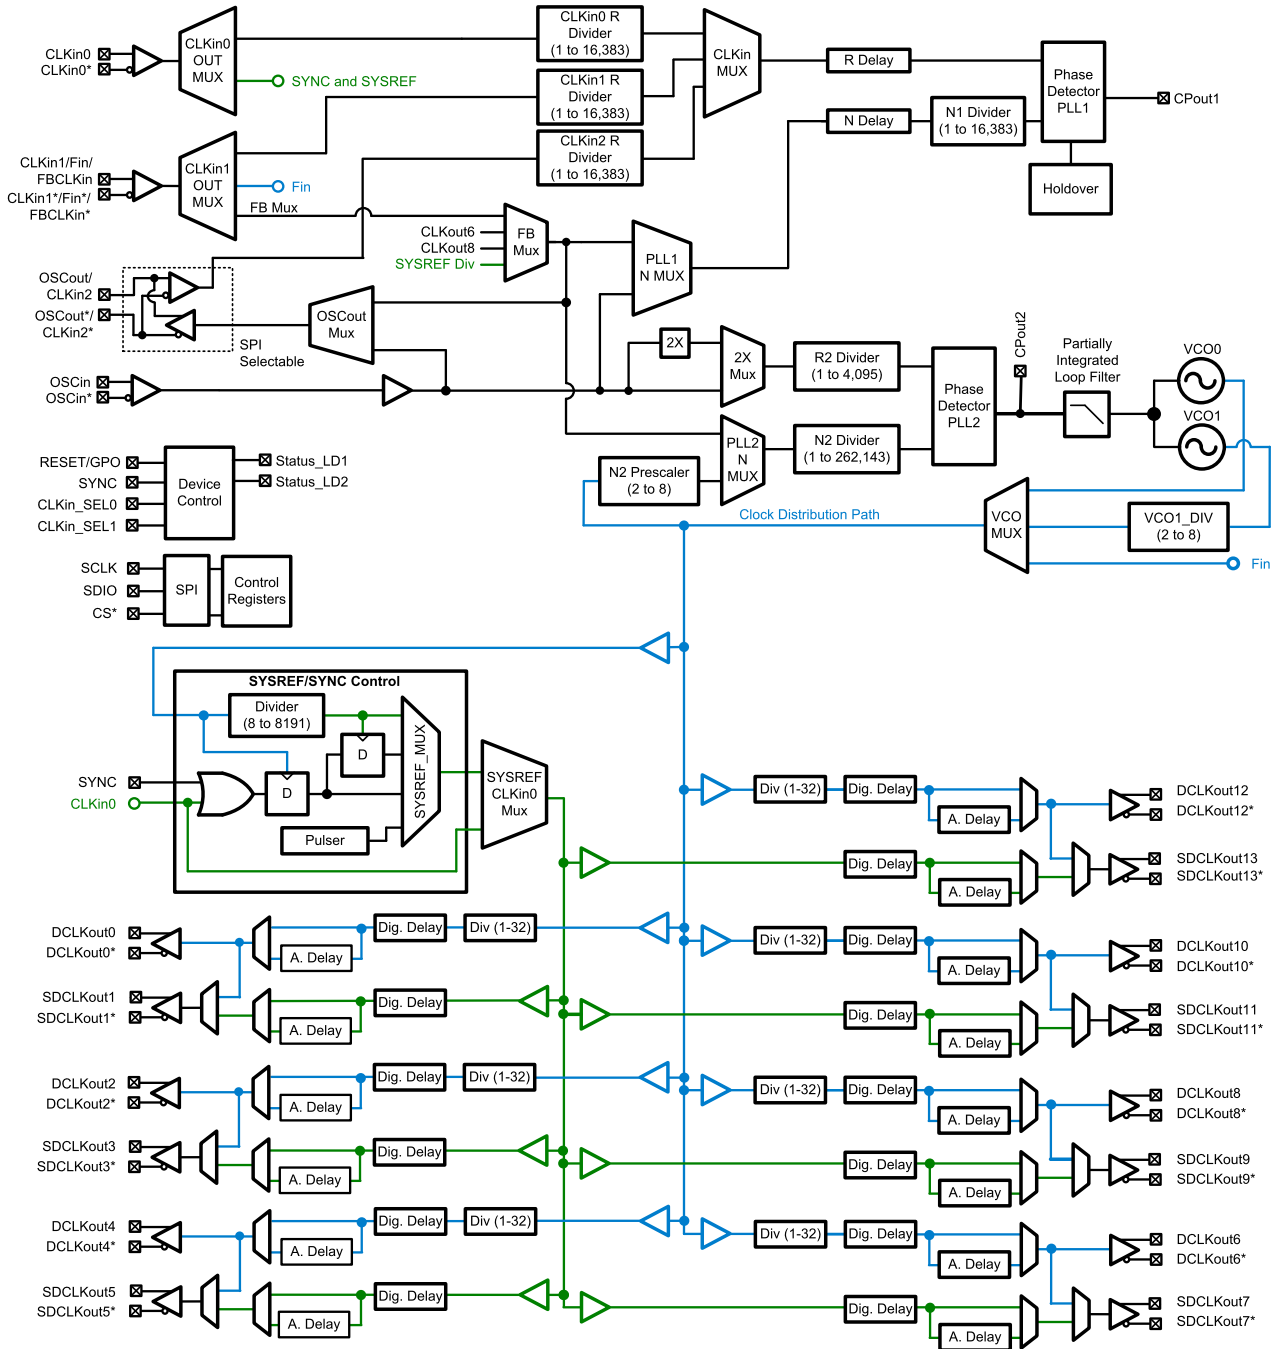 CLKin0
CLKin0*
CLKin0
OUT
MUX
SYNC and SYSREF
CLKin0 R
Divider
(1 to 16,383)
CLKin1 R
Divider
(1 to 16,383)
CLKin2 R
Divider
(1 to 16,383)
CLKin
MUX
R Delay
N Delay
N1 Divider
(1 to 16,383)
Phase
Detector
PLL1
CPout1
Holdover
CLKin1/Fin/
FBCLKin
CLKin1*/Fin*/
FBCLKin*
CLKin1
OUT
MUX
Fin
FB Mux
CLKout6
CLKout8
SYSREF Div
FB
Mux
PLL1
N MUX
OSCout/
CLKin2
OSCout*/
CLKin2*
SPI
Selectable
OSCout
Mux
OSCin
OSCin*
2X
2X
Mux
R2 Divider
(1 to 4,095)
Phase
Detector
PLL2
CPout2
Partially
Integrated
Loop Filter
VCO0
VCO1
PLL2
N
MUX
N2 Divider
(1 to 262,143)
N2 Prescaler
(2 to 8)
Clock Distribution Path
VCO
MUX
VCO1_DIV
(2 to 8)
Fin
RESET/GPO
SYNC
CLKin_SEL0
CLKin_SEL1
Device
Control
Status_LD1
Status_LD2
SCLK
SDIO
CS*
SPI
Control
Registers
SYSREF/SYNC Control
Divider
(8 to 8191)
D
D
SYSREF_MUX
Pulser
SYNC
CLKin0
SYSREF
CLKin0
Mux
Div (1-32)
Dig. Delay
A. Delay
DCLKout12
DCLKout12*
Dig. Delay
A. Delay
SDCLKout13
SDCLKout13*
DCLKout0
DCLKout0*
A. Delay
Dig. Delay
Div (1-32)
Div (1-32)
Dig. Delay
A. Delay
DCLKout10
DCLKout10*
SDCLKout1
SDCLKout1*
A. Delay
Dig. Delay
Dig. Delay
A. Delay
SDCLKout11
SDCLKout11*
DCLKout2
DCLKout2*
A. Delay
Dig. Delay
Div (1-32)
Div (1-32)
Dig. Delay
A. Delay
DCLKout8
DCLKout8*
SDCLKout3
SDCLKout3*
A. Delay
Dig. Delay
Dig. Delay
A. Delay
SDCLKout9
SDCLKout9*
DCLKout4
DCLKout4*
A. Delay
Dig. Delay
Div (1-32)
Div (1-32)
Dig. Delay
A. Delay
DCLKout6
DCLKout6*
SDCLKout5
SDCLKout5*
A. Delay
Dig. Delay
Dig. Delay
A. Delay
SDCLKout7
SDCLKout7*